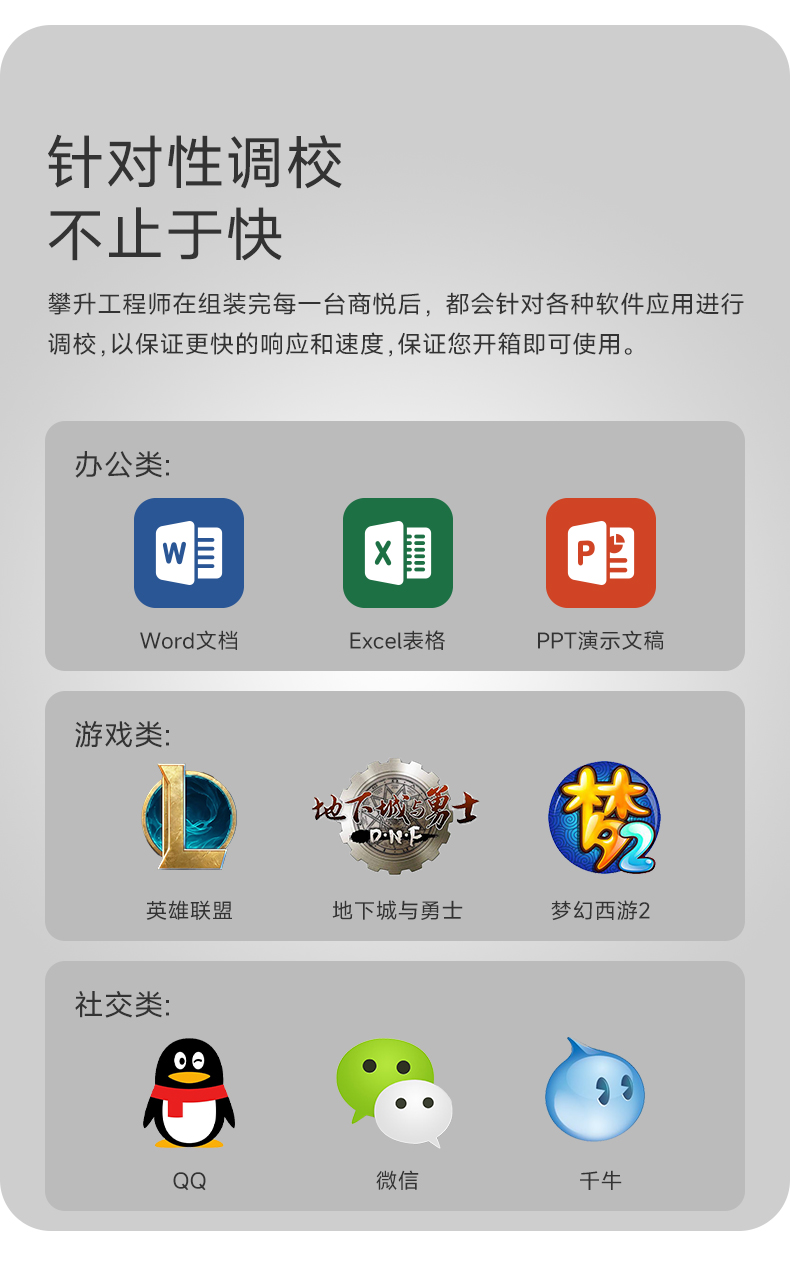 针对性调校
不止于快
攀升工程师在组装完每一台商悦后，都会针对各种软件应用进行
调校,以保证更快的响应和速度,保证您开箱即可使用。
办公类:
W
X
P
Word文档
Excel表格
PPT演示文稿
游戏类:
L
地下城与勇士
D·N·F
梦2
英雄联盟
地下城与勇士
梦幻西游2
社交类:
QQ
微信
千牛